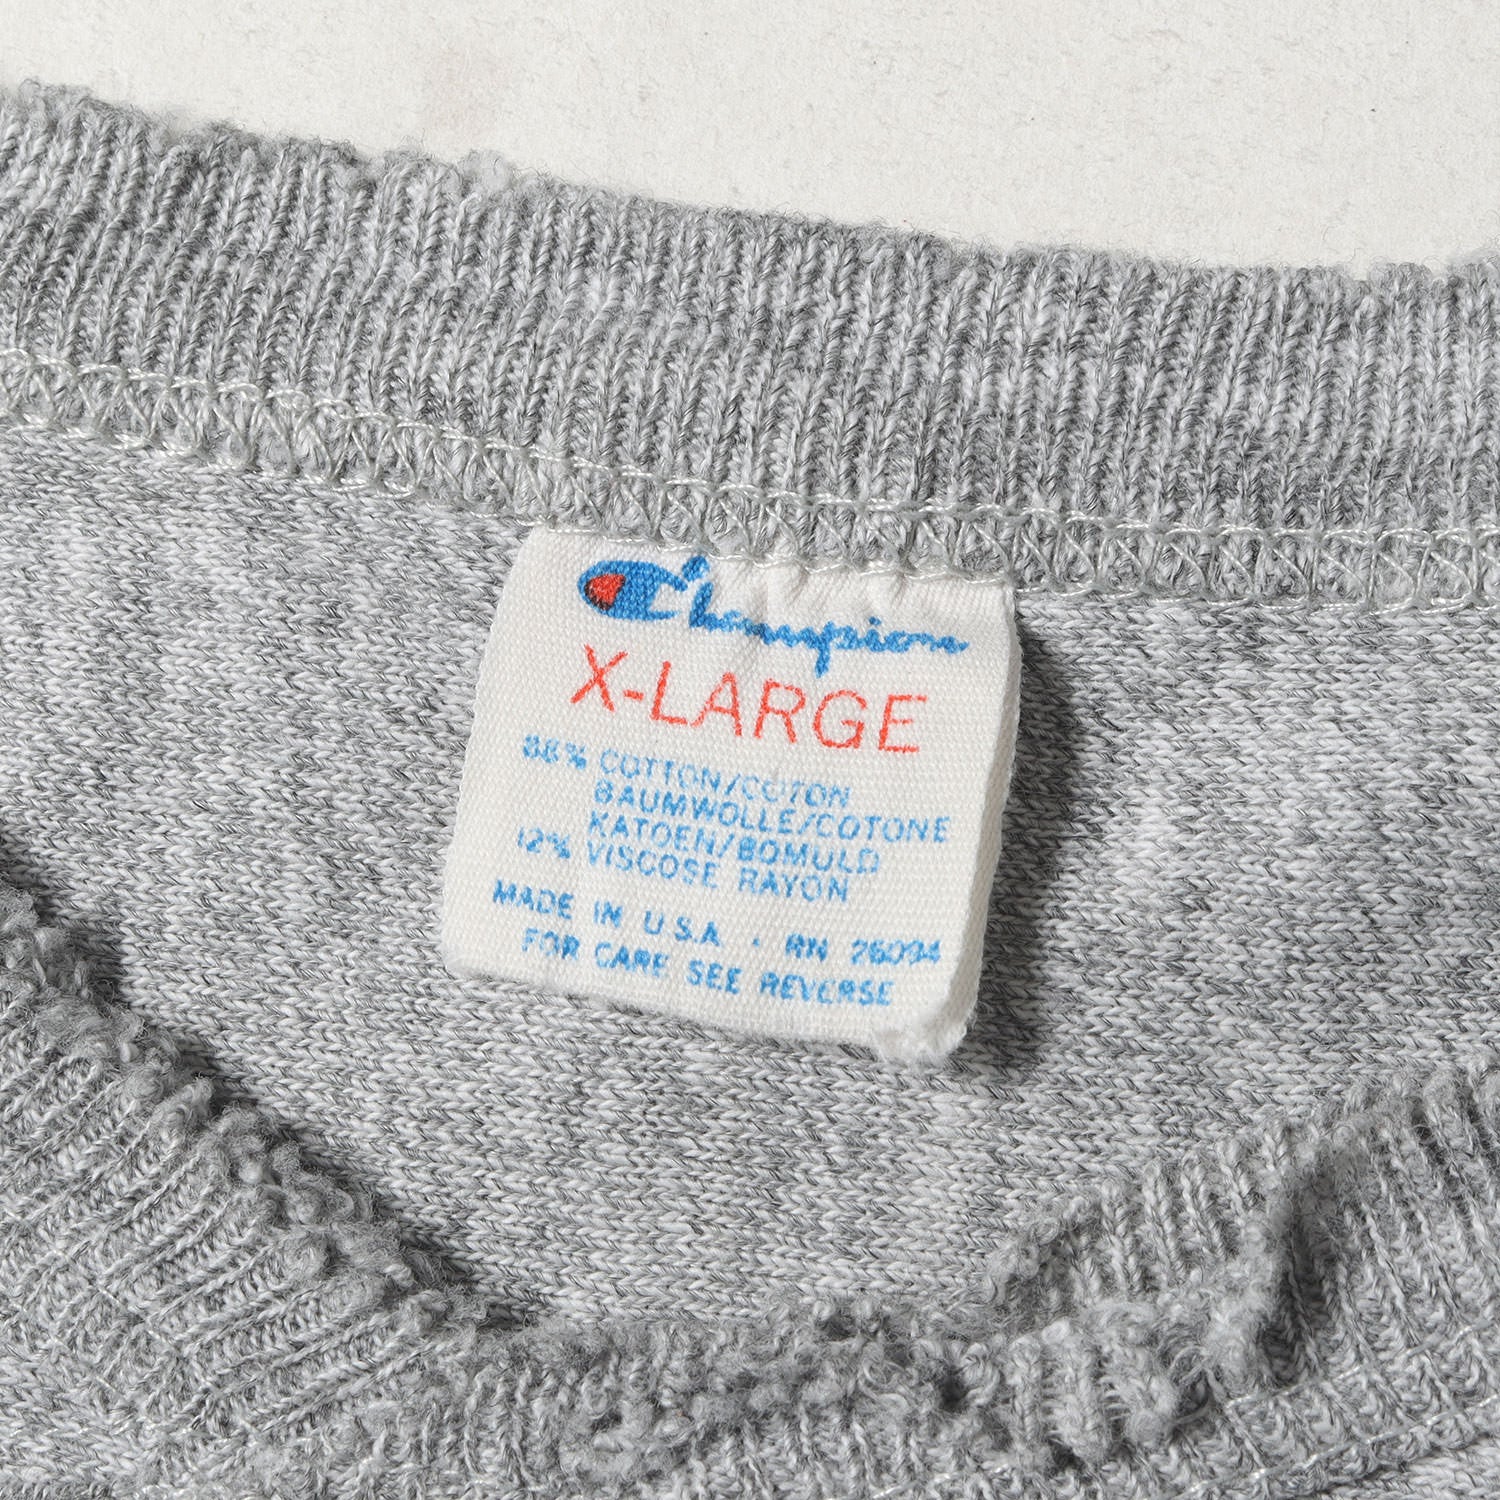 Champion
X-LARGE
88% COTTON/COTON
BAUMWOLLE/COTONE
KATOEN/BOMULD
12% VISCOSE RAYON
MADE IN U.S.A. • RN 26094
FOR CARE SEE REVERSE